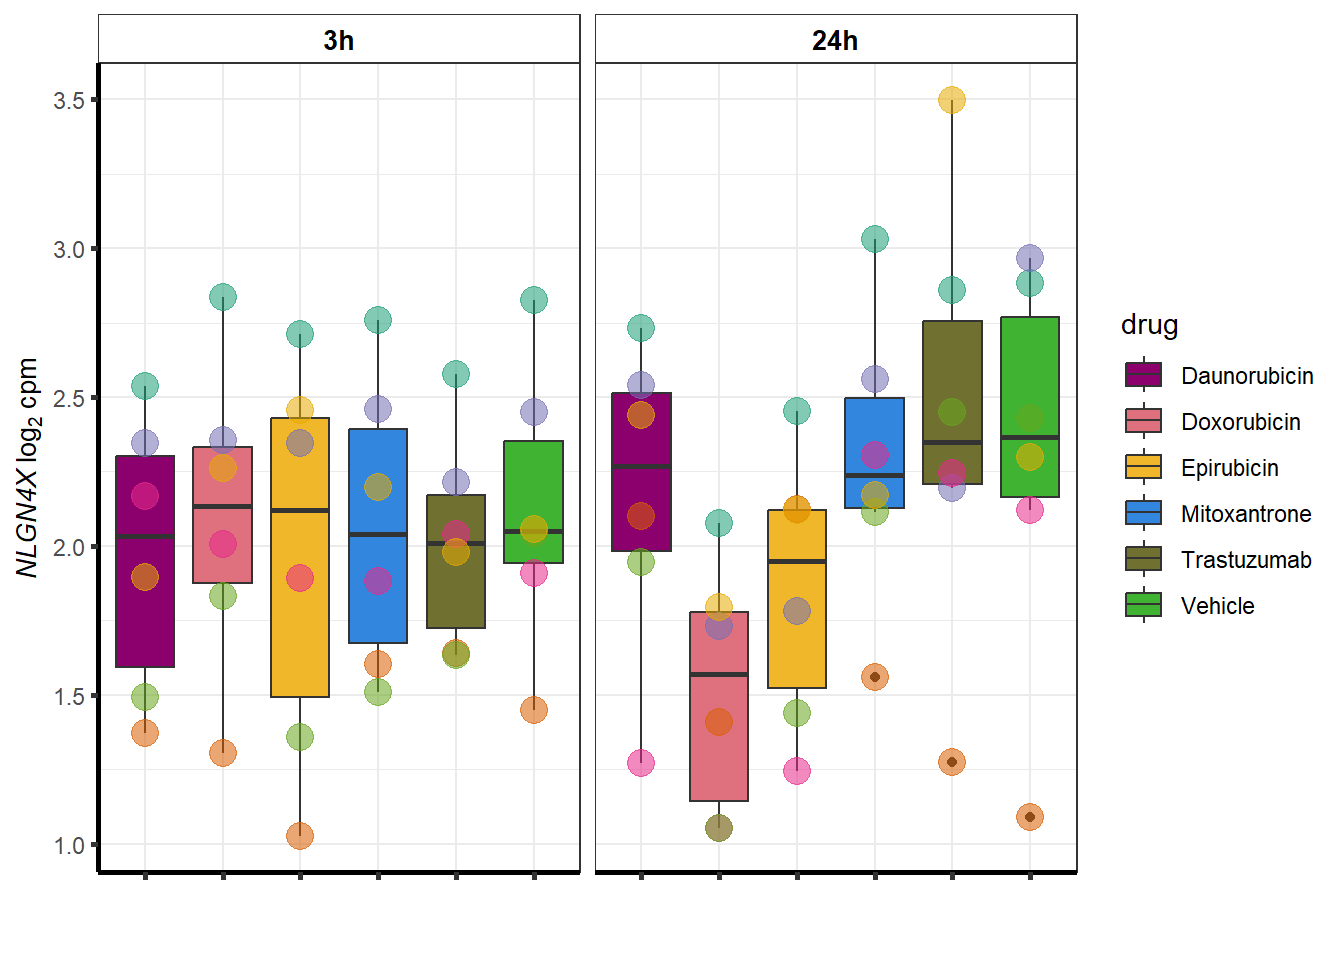 3h
24h
3.5
3.0
2.5
2.0
1.5
1.0
NLGN4X log2 cpm
drug
Daunorubicin
Doxorubicin
Epirubicin
Mitoxantrone
Trastuzumab
Vehicle